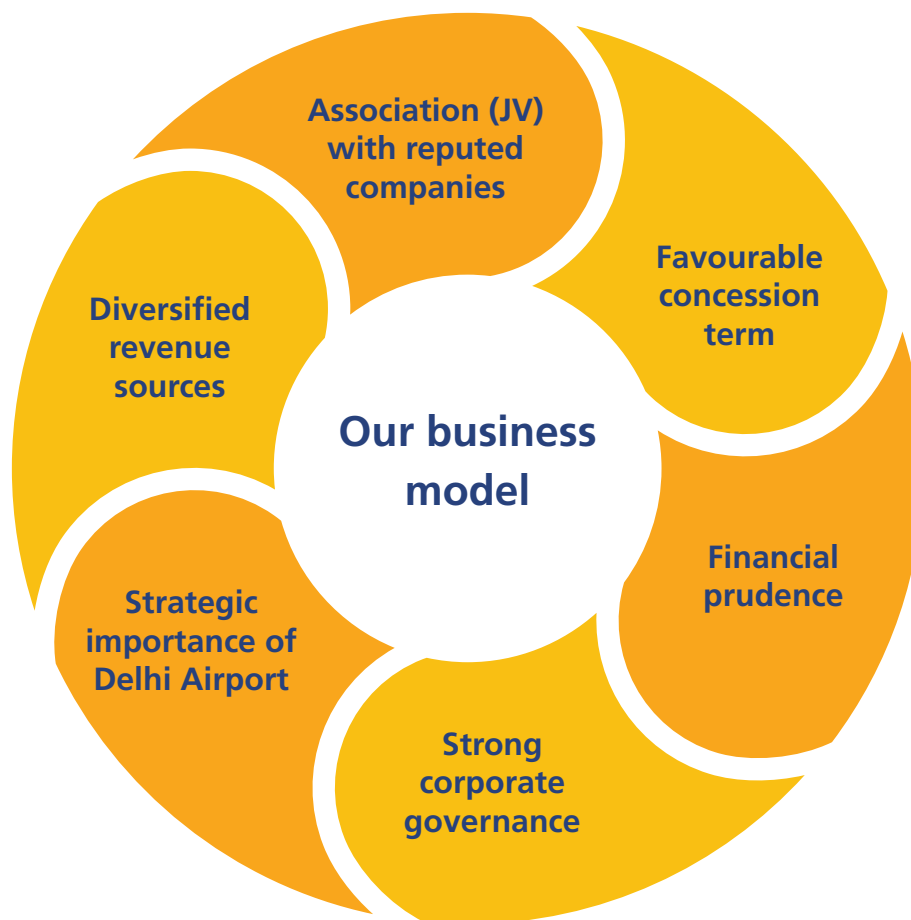 Association (JV)
with reputed
companies
Favourable
concession
term
Diversified
revenue
sources
Our business
model
Financial
prudence
Strategic
importance of
Delhi Airport
Strong
corporate
governance